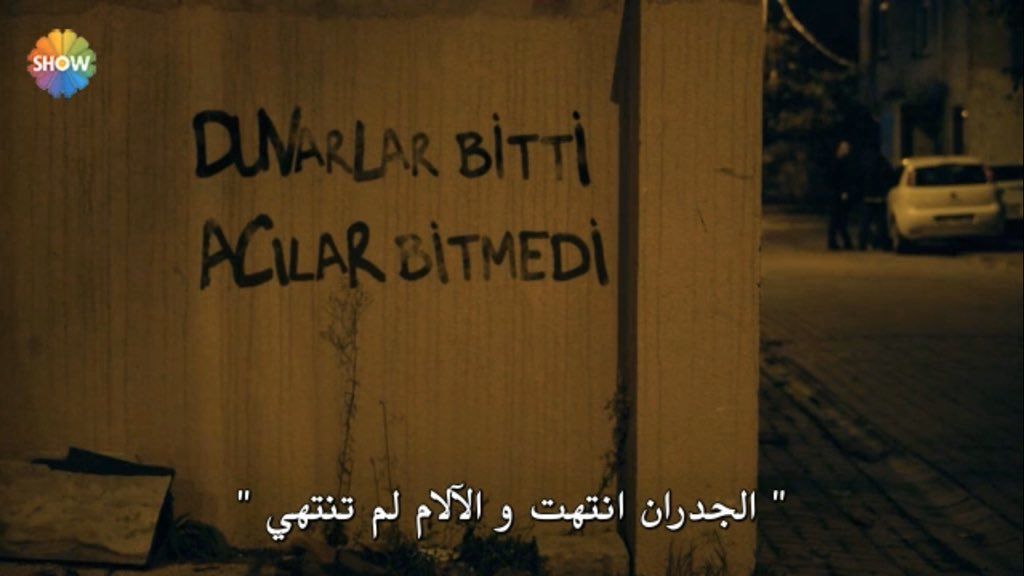 SHOW
DUVARLAR BİTTİ
ACILAR BİTMEDİ
" الجدران انتهت و الآلام لم تنتهي "